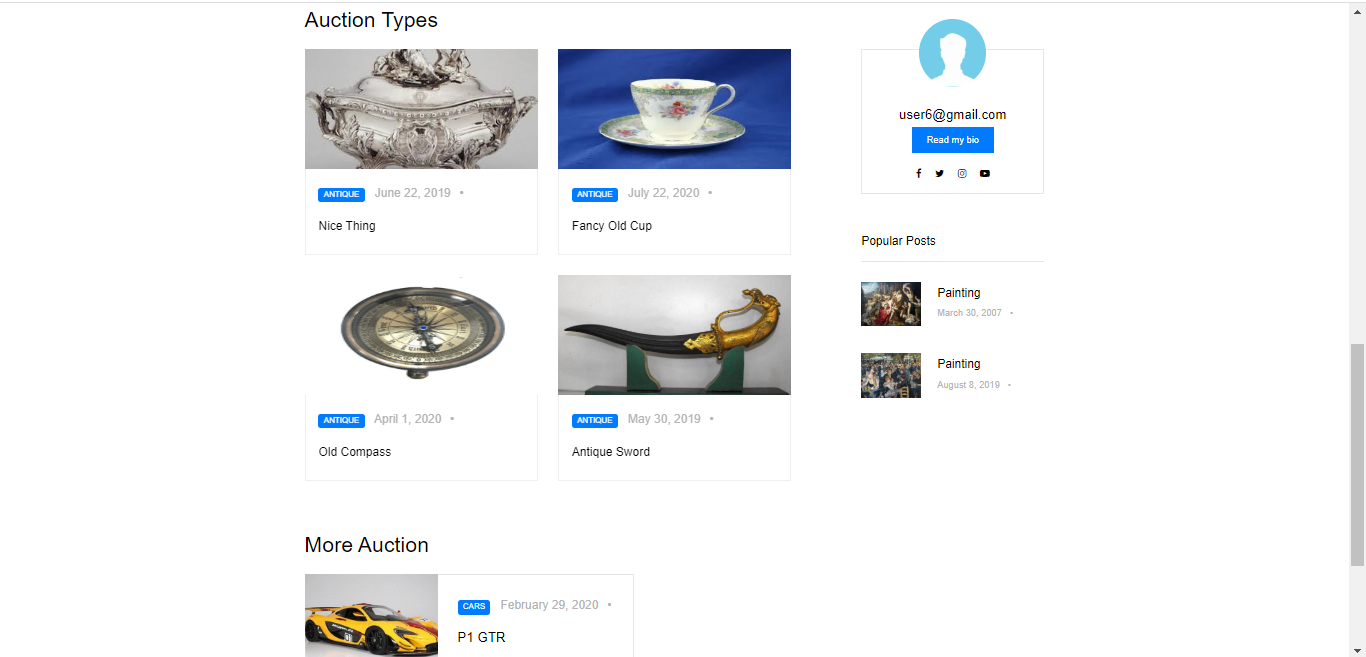 Auction Types
ANTIQUE June 22, 2019 •
Nice Thing
ANTIQUE July 22, 2020 •
Fancy Old Cup
ANTIQUE April 1, 2020 •
Old Compass
ANTIQUE May 30, 2019 •
Antique Sword
More Auction
CARS February 29, 2020 •
P1 GTR
user6@gmail.com
Read my bio
Popular Posts
Painting
March 30, 2007 •
Painting
August 8, 2019 •